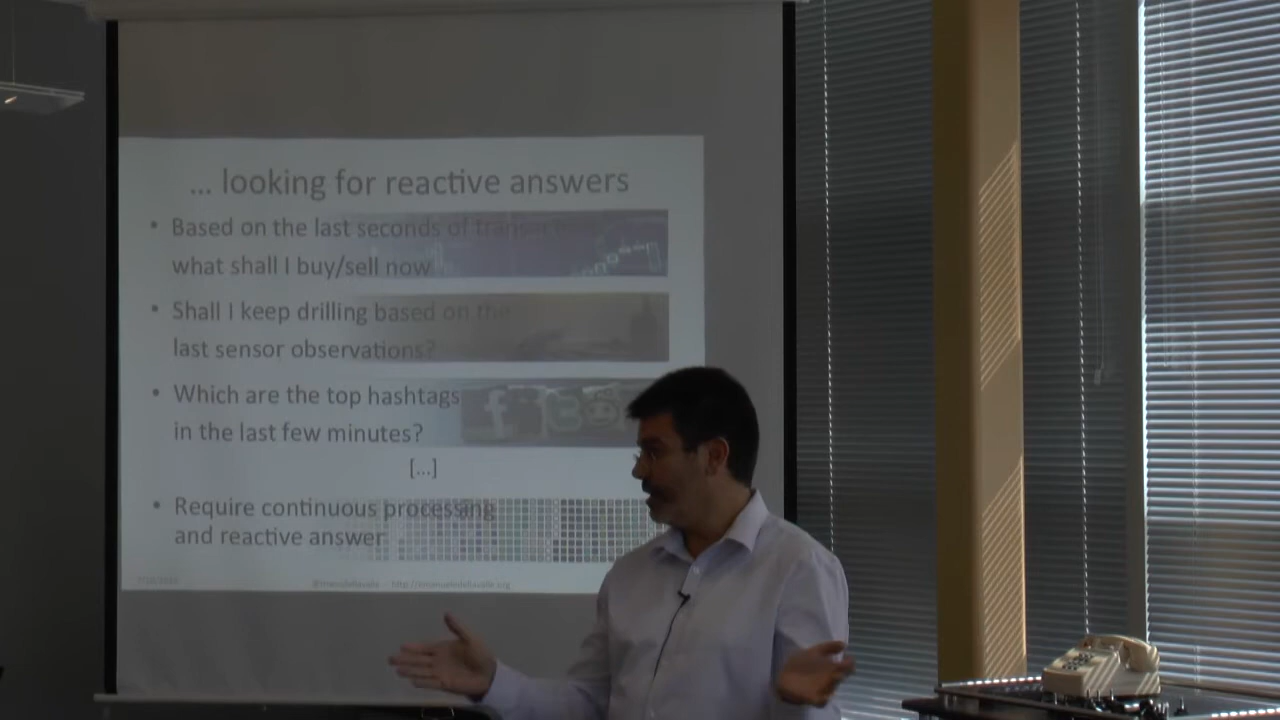 ... looking for reactive answers
• Based on the last seconds of
what shall I buy/sell now
• Shall I keep drilling based on the
last sensor observations?
• Which are the top hashtags
in the last few minutes?
[...]
• Require continuous processing
and reactive answer